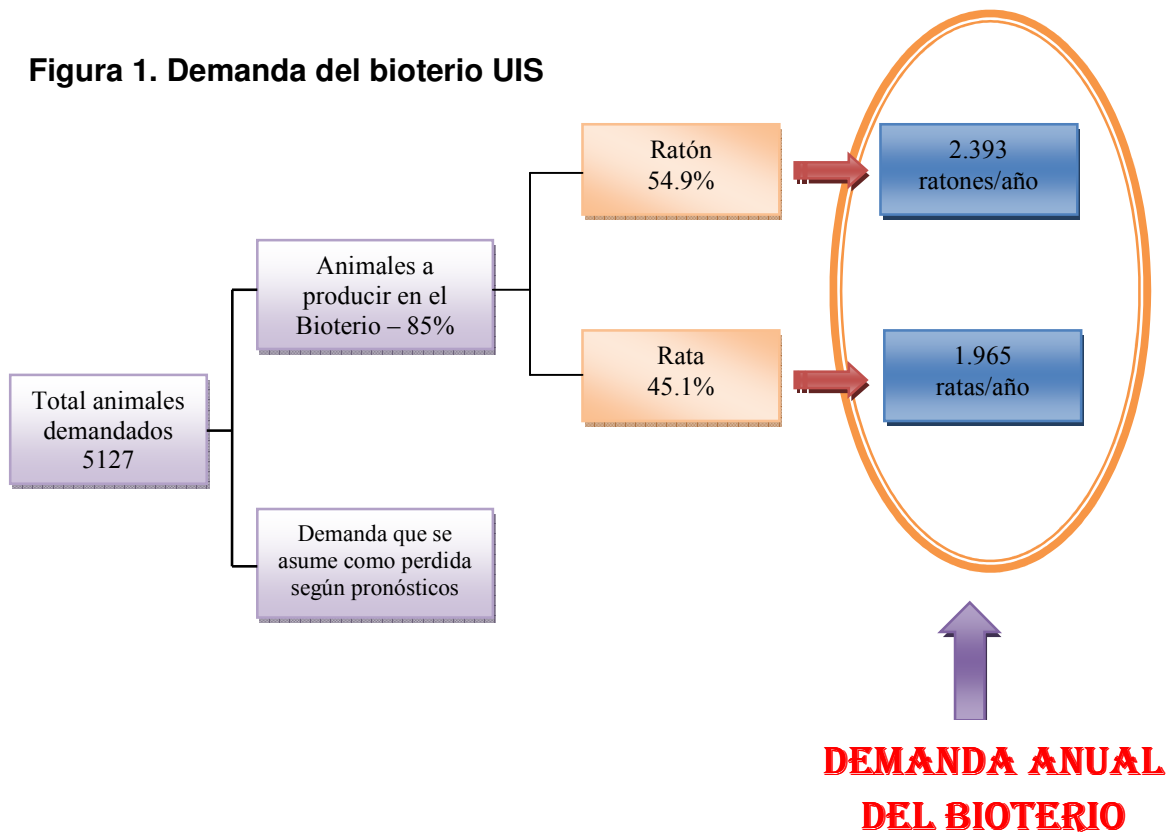 Figura 1. Demanda del bioterio UIS
Total animales
demandados
5127
Animales a
producir en el
Bioterio – 85%
Demanda que se
asume como perdida
según pronósticos
Ratón
54.9%
2.393
ratones/año
Rata
45.1%
1.965
ratas/año
DEMANDA ANUAL
DEL BIOTERIO